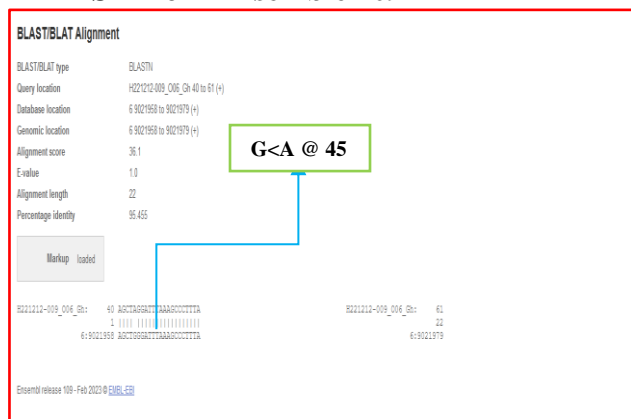 BLAST/BLAT Alignment
BLAST/BLAT type BLASTN
Query location H221212-009_O06_Gh 40 to 61 (+)
Database location 6 9021958 to 9021979 (+)
Genomic location 6 9021958 to 9021979 (+)
Alignment score 36.1
E-value 1.0
Alignment length 22
Percentage identity 95.455
G<A @ 45
Markup loaded
H221212-009_O06_Gh: 40 AGCTAGGATTTAAAGCCCTTTA H221212-009_O06_Gh: 61
1 |||| ||||||||||||||||| 22
6:9021958 AGCTGGGATTTAAAGCCCTTTA 6:9021979
Ensembl release 109 - Feb 2023 © EMBL-EBI